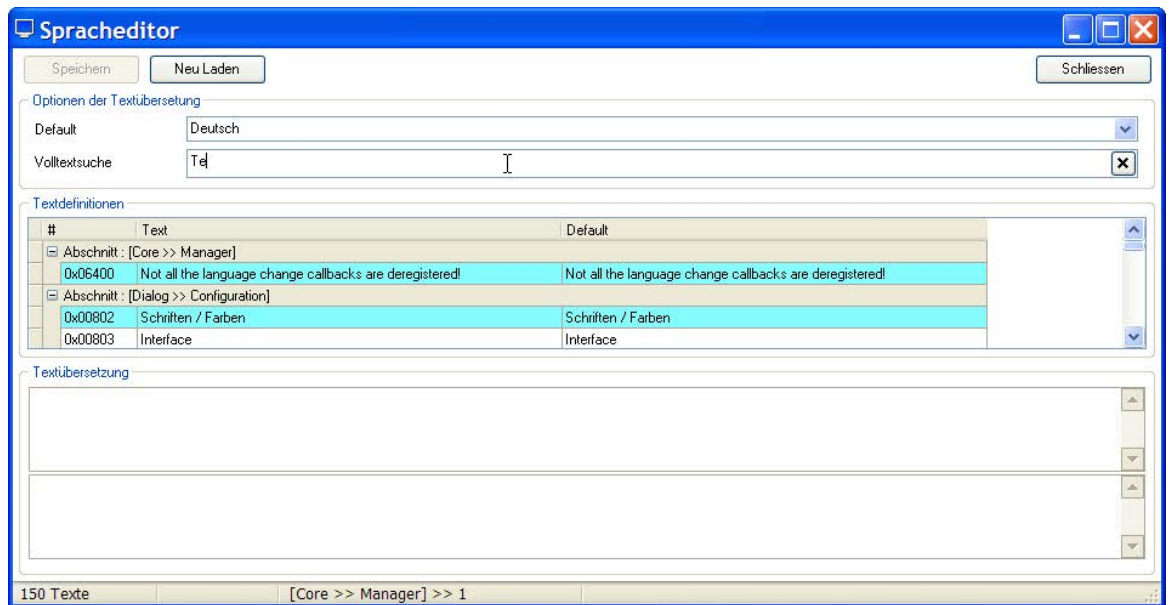 Spracheditor
Speichern Neu Laden Schliessen
Optionen der Textübersetung
Default Deutsch
Volltextsuche Te
Textdefinitionen
# Text Default
Abschnitt : [Core >> Manager]
0x06400 Not all the language change callbacks are deregistered! Not all the language change callbacks are deregistered!
Abschnitt : [Dialog >> Configuration]
0x00802 Schriften / Farben Schriften / Farben
0x00803 Interface Interface
Textübersetzung
150 Texte [Core >> Manager] >> 1